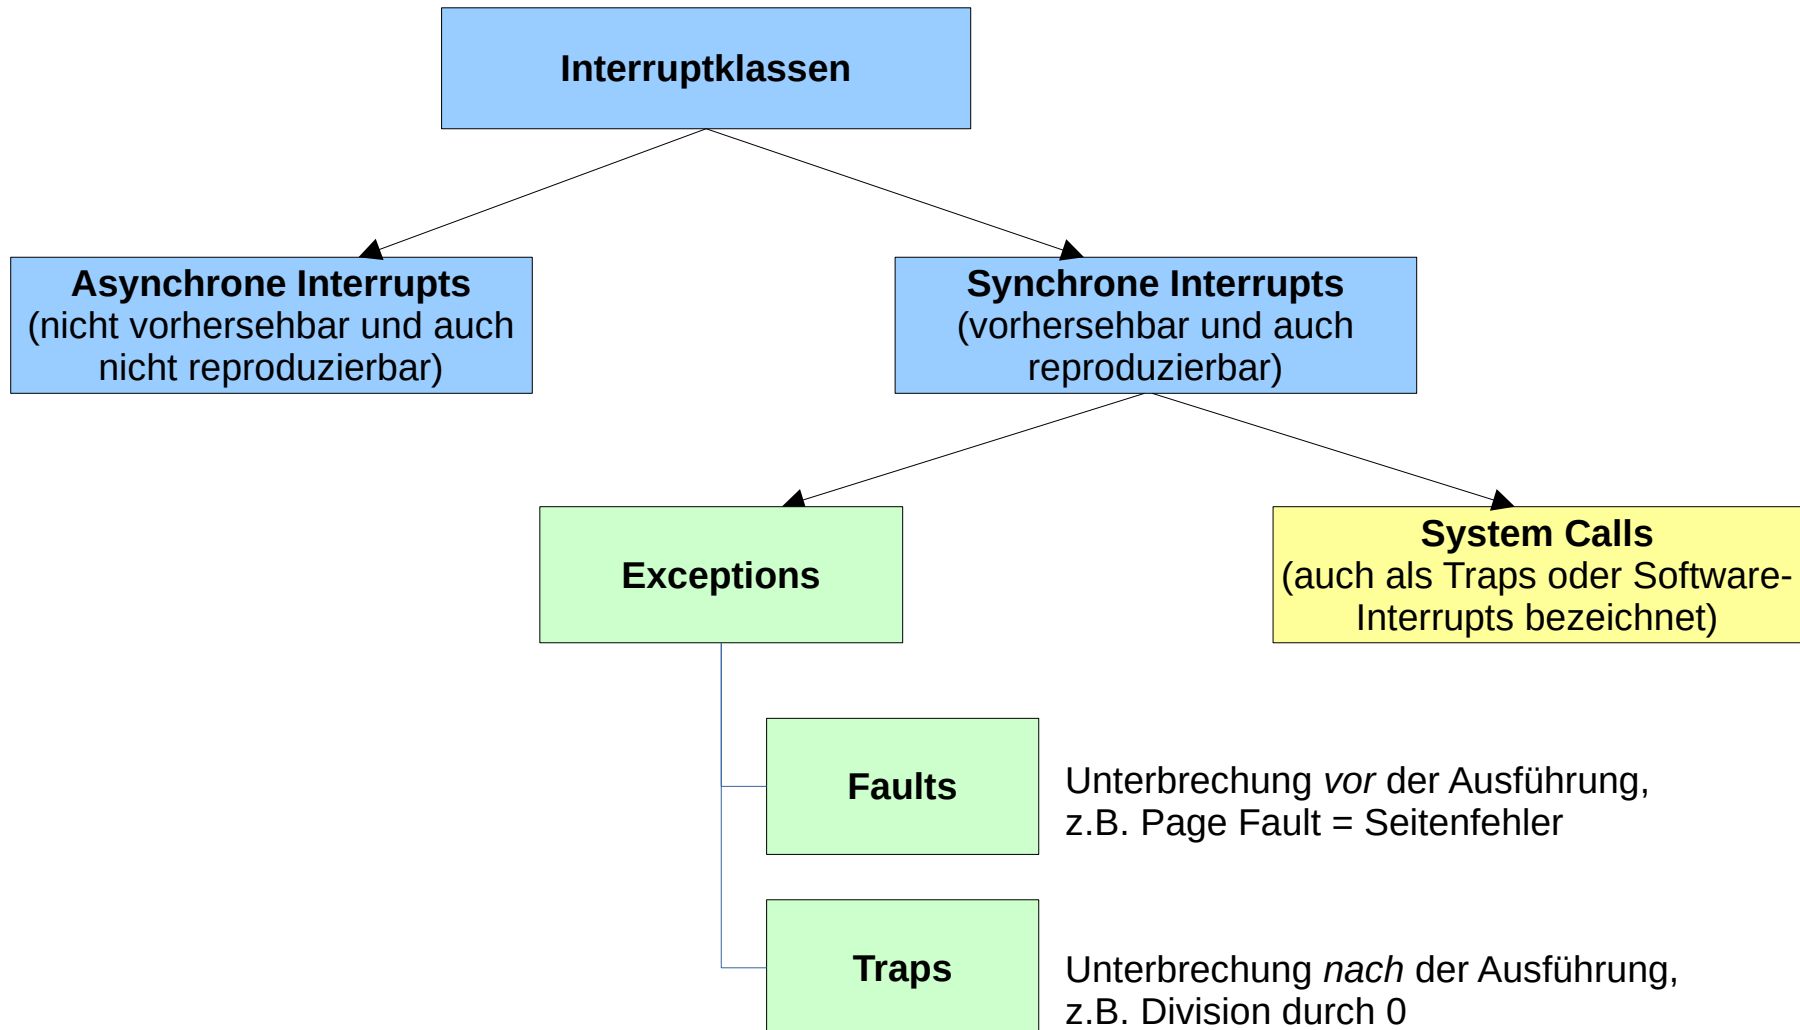 Interruptklassen
Asynchrone Interrupts
(nicht vorhersehbar und auch
nicht reproduzierbar)
Synchrone Interrupts
(vorhersehbar und auch
reproduzierbar)
Exceptions
System Calls
(auch als Traps oder Software-
Interrupts bezeichnet)
Faults
Unterbrechung vor der Ausführung,
z.B. Page Fault = Seitenfehler
Traps
Unterbrechung nach der Ausführung,
z.B. Division durch 0